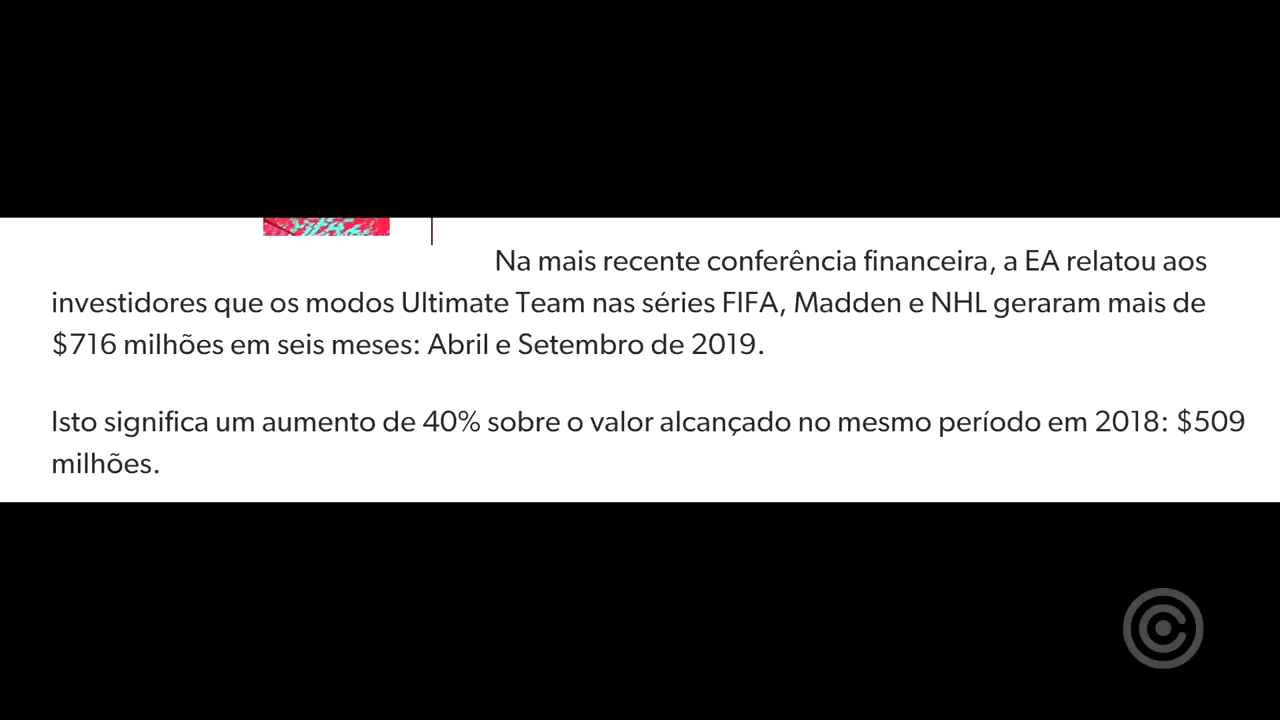 Na mais recente conferência financeira, a EA relatou aos
investidores que os modos Ultimate Team nas séries FIFA, Madden e NHL geraram mais de
$716 milhões em seis meses: Abril e Setembro de 2019.
Isto significa um aumento de 40% sobre o valor alcançado no mesmo período em 2018: $509
milhões.